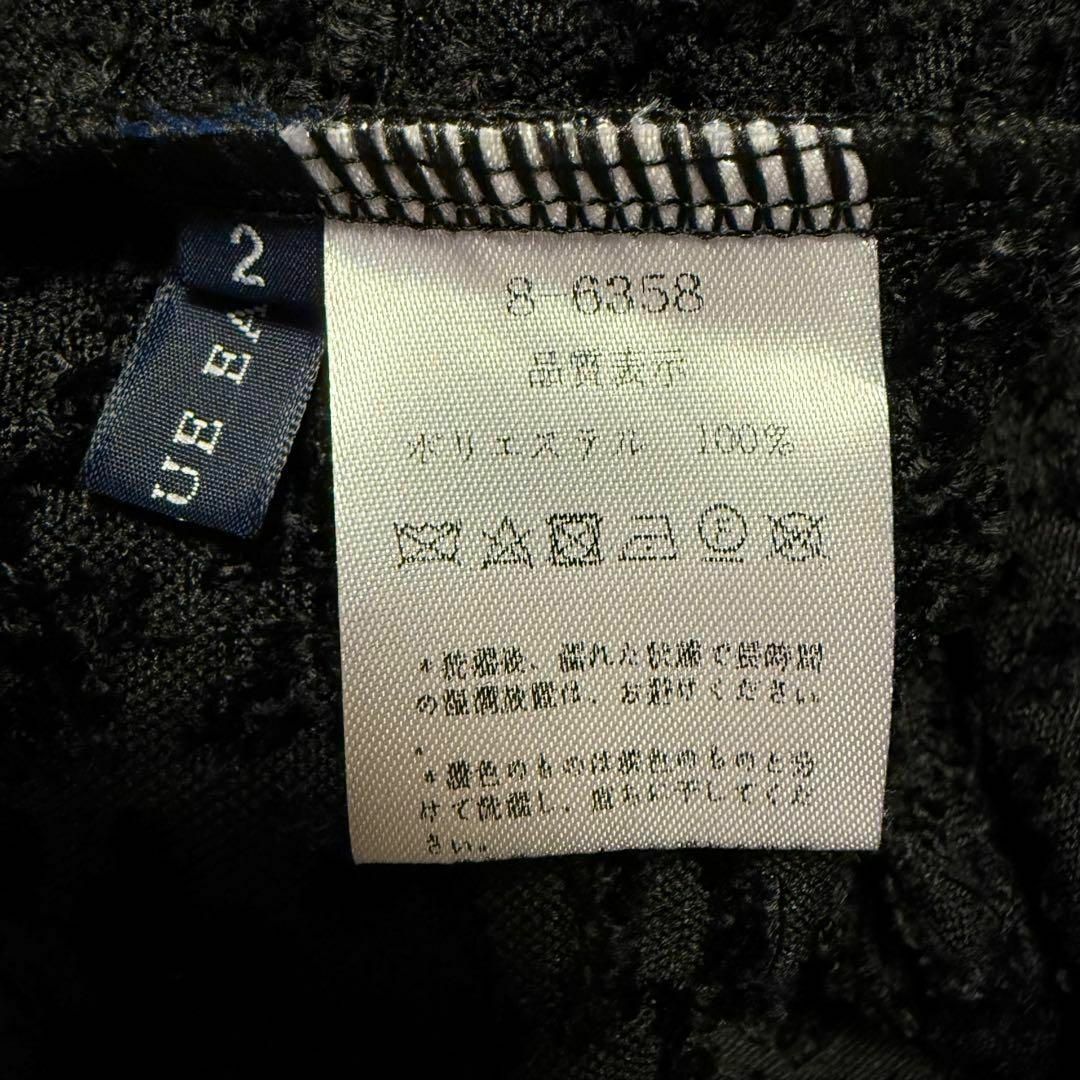 2
UE EA
8-6358
品質表示
ポリエステル 100%
F
*洗濯後、濡れた状態で長時間
の湿潤放置は、お避けください
*濃色のものは淡色のものと分
けて洗濯し、直ちに干してくだ
さい。